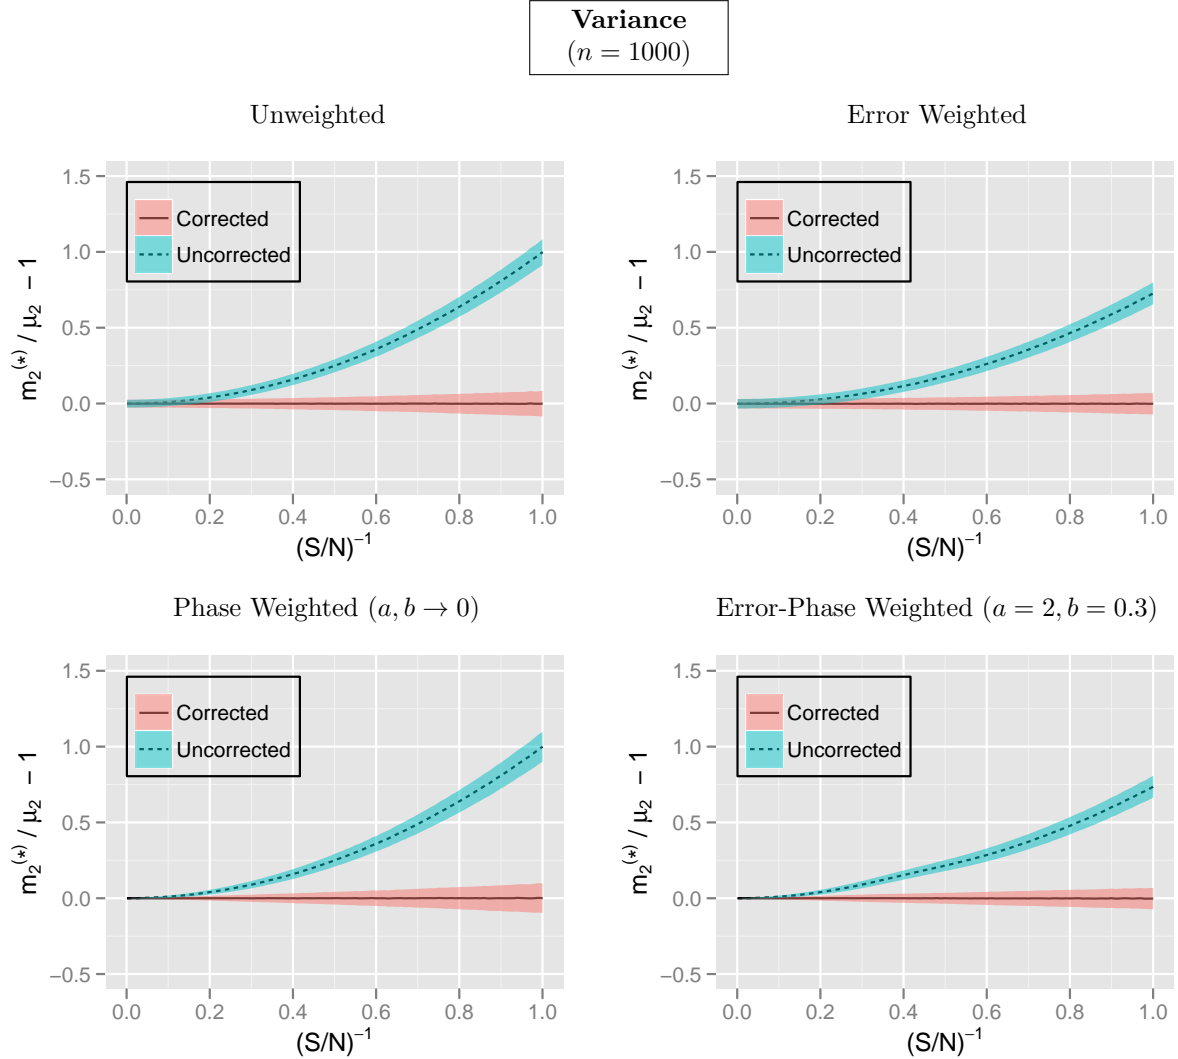 Variance
(n = 1000)
Unweighted
1.5
1.0
0.5
0.0
−0.5
m₂⁽*⁾ / μ₂ − 1
Corrected
Uncorrected
0.0 0.2 0.4 0.6 0.8 1.0
(S/N)⁻¹
Error Weighted
1.5
1.0
0.5
0.0
−0.5
m₂⁽*⁾ / μ₂ − 1
Corrected
Uncorrected
0.0 0.2 0.4 0.6 0.8 1.0
(S/N)⁻¹
Phase Weighted (a, b → 0)
1.5
1.0
0.5
0.0
−0.5
m₂⁽*⁾ / μ₂ − 1
Corrected
Uncorrected
0.0 0.2 0.4 0.6 0.8 1.0
(S/N)⁻¹
Error-Phase Weighted (a = 2, b = 0.3)
1.5
1.0
0.5
0.0
−0.5
m₂⁽*⁾ / μ₂ − 1
Corrected
Uncorrected
0.0 0.2 0.4 0.6 0.8 1.0
(S/N)⁻¹